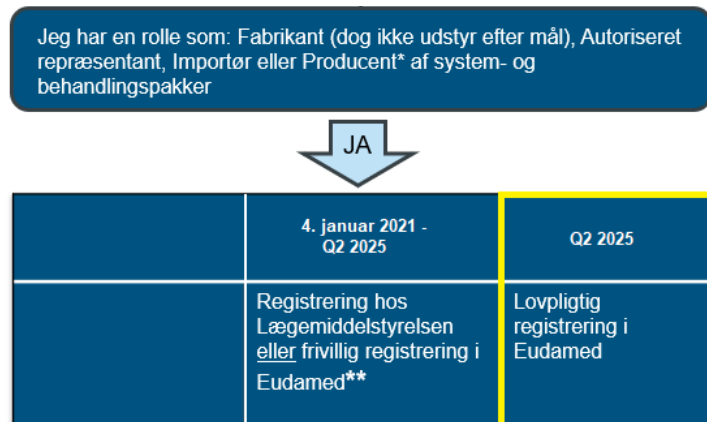 Jeg har en rolle som: Fabrikant (dog ikke udstyr efter mål), Autoriseret
repræsentant, Importør eller Producent* af system- og
behandlingspakker
JA
4. januar 2021 -
Q2 2025
Q2 2025
Registrering hos
Lægemiddelstyrelsen
eller frivillig registrering i
Eudamed**
Lovpligtig
registrering i
Eudamed